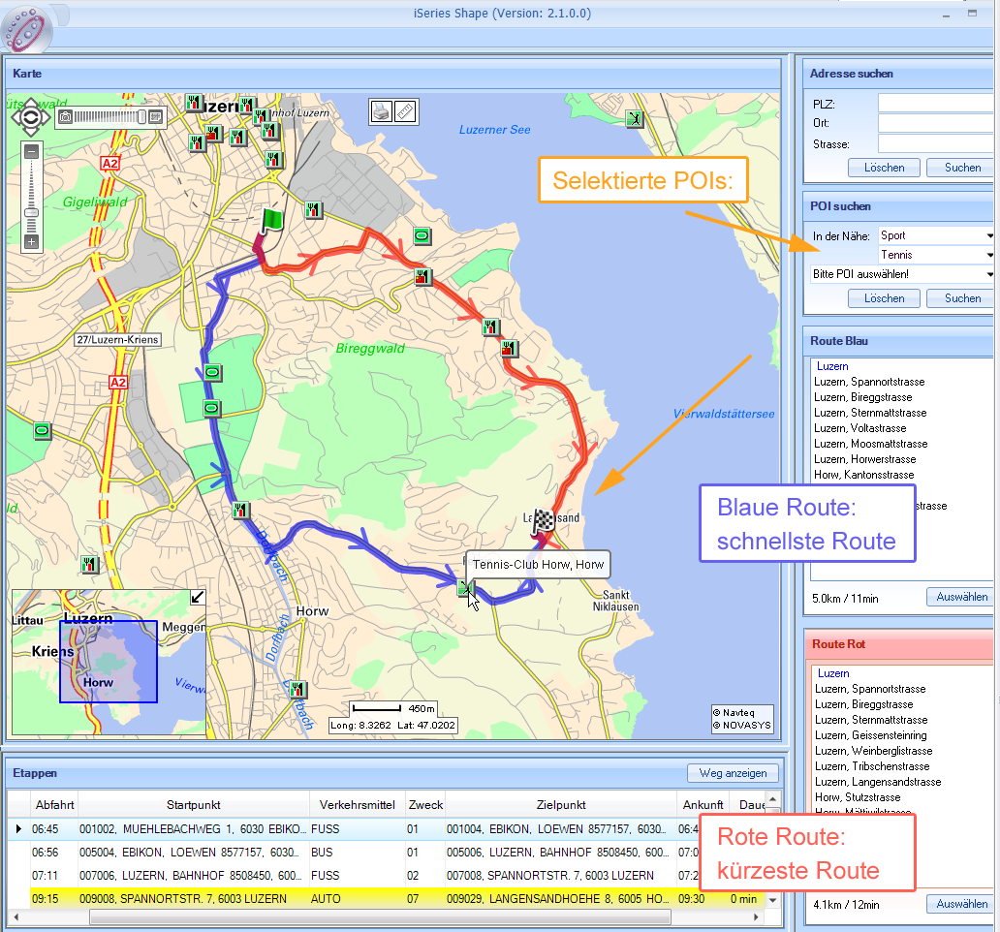 iSeries Shape (Version: 2.1.0.0)
Karte
Luzern
nhof Luzern
Luzerner See
A2
Gigeliwald
27/Luzern-Kriens
Bireggwald
A2
Vierwaldstättersee
Tennis-Club Horw, Horw
Dorfbach
Horw
Sankt
Niklausen
Dorfbach
Littau
Luzern
Meggen
Kriens
Horw
450m
Long: 8.3262 Lat: 47.0202
© Navteq
© NOVASYS
Selektierte POIs:
Adresse suchen
PLZ:
Ort:
Strasse:
Löschen Suchen
POI suchen
In der Nähe: Sport
Tennis
Bitte POI auswählen!
Löschen Suchen
Route Blau
Luzern
Luzern, Spannortstrasse
Luzern, Bireggstrasse
Luzern, Sternmattstrasse
Luzern, Voltastrasse
Luzern, Moosmattstrasse
Luzern, Horwerstrasse
Horw, Kantonsstrasse
strasse
Blaue Route:
schnellste Route
5.0km / 11min Auswählen
Route Rot
Luzern
Luzern, Spannortstrasse
Luzern, Bireggstrasse
Luzern, Sternmattstrasse
Luzern, Geissensteinring
Luzern, Weinberglistrasse
Luzern, Tribschenstrasse
Luzern, Langensandstrasse
Horw, Stutzstrasse
Horw, Mättiwilstrasse
Rote Route:
kürzeste Route
4.1km / 12min Auswählen
Etappen Weg anzeigen
Abfahrt Startpunkt Verkehrsmittel Zweck Zielpunkt Ankunft Daue
06:45 001002, MUEHLEBACHWEG 1, 6030 EBIKO... FUSS 01 001004, EBIKON, LOEWEN 8577157, 6030... 06:4
06:56 005004, EBIKON, LOEWEN 8577157, 6030... BUS 01 005006, LUZERN, BAHNHOF 8508450, 600... 07:0
07:11 007006, LUZERN, BAHNHOF 8508450, 600... FUSS 02 007008, SPANNORTSTR. 7, 6003 LUZERN 07:2
09:15 009008, SPANNORTSTR. 7, 6003 LUZERN AUTO 07 009029, LANGENSANDHOEHE 8, 6005 HO... 09:30 0 min